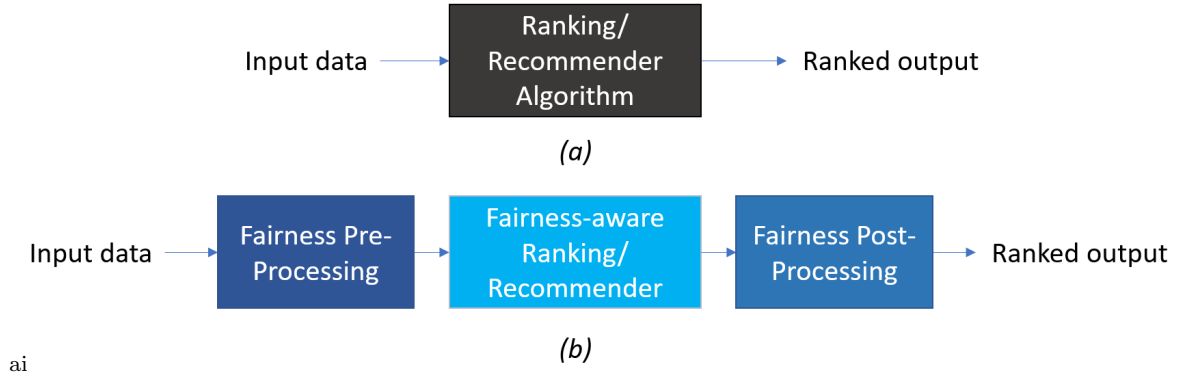 Ranking/
Recommender
Algorithm
Input data
Ranked output
(a)
Input data
Fairness Pre-
Processing
Fairness-aware
Ranking/
Recommender
Fairness Post-
Processing
Ranked output
(b)
ai